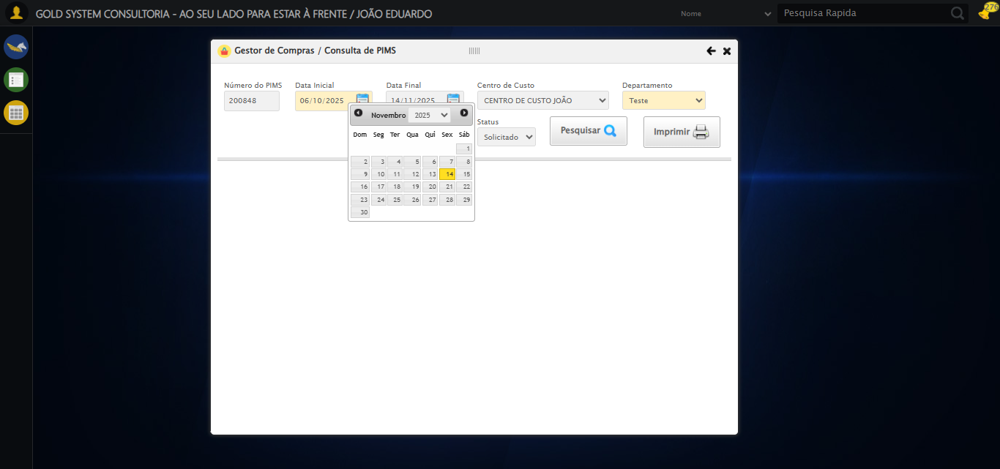 GOLD SYSTEM CONSULTORIA - AO SEU LADO PARA ESTAR À FRENTE / JOÃO EDUARDO
Nome
Pesquisa Rapida
276
Gestor de Compras / Consulta de PIMS
Número do PIMS
Data Inicial
Data Final
Centro de Custo
Departamento
200848
06/10/2025
14/11/2025
CENTRO DE CUSTO JOÃO
Teste
Novembro 2025
Status
Solicitado
Pesquisar
Imprimir
Dom Seg Ter Qua Qui Sex Sáb
1
2 3 4 5 6 7 8
9 10 11 12 13 14 15
16 17 18 19 20 21 22
23 24 25 26 27 28 29
30